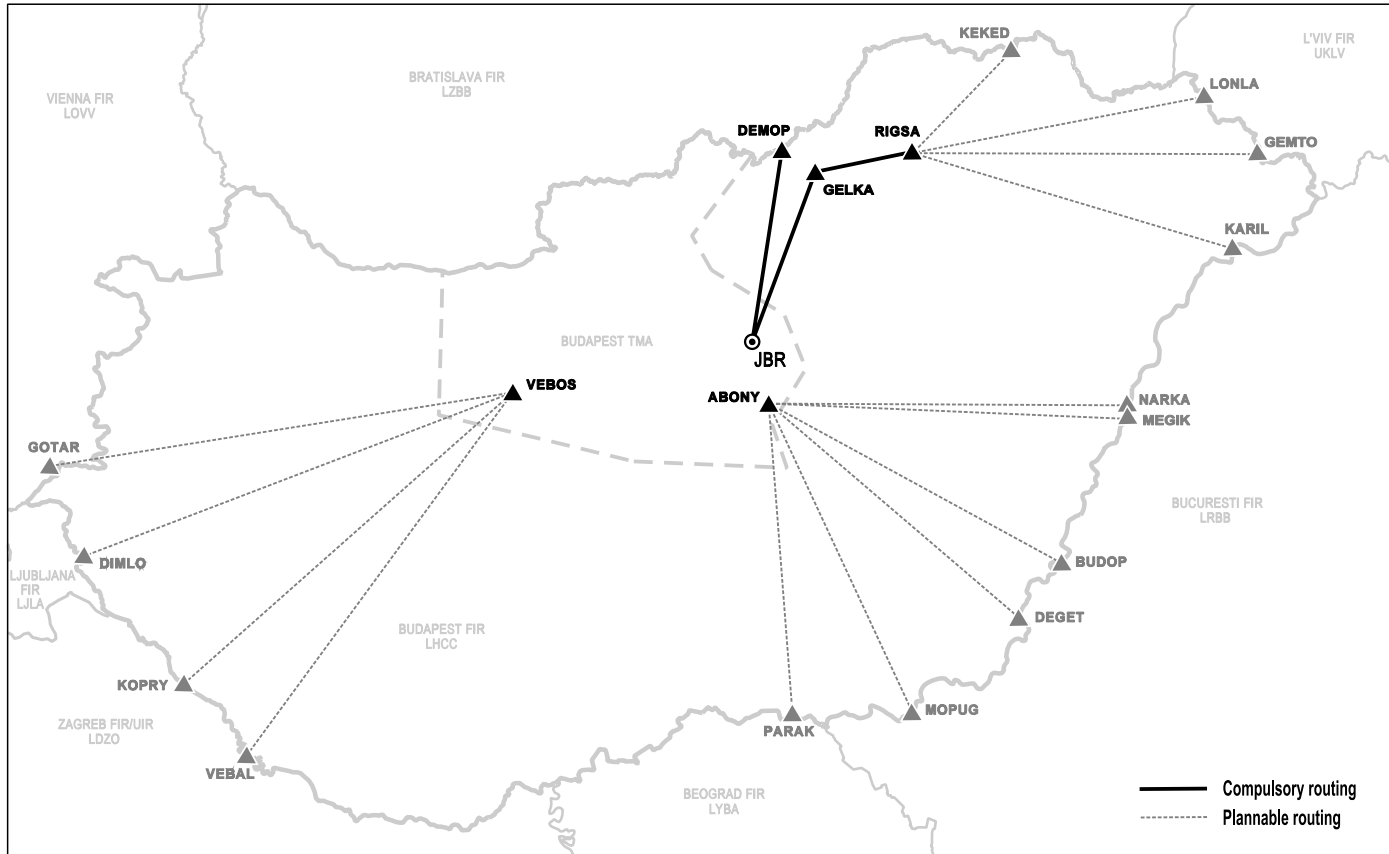 KEKED
L'VIV FIR
UKLV
BRATISLAVA FIR
LZBB
LONLA
VIENNA FIR
LOVV
DEMOP
RIGSA
GEMTO
GELKA
KARIL
BUDAPEST TMA
JBR
VEBOS
ABONY
NARKA
MEGIK
GOTAR
BUCURESTI FIR
LRBB
DIMLO
BUDOP
LJUBLJANA
FIR
LJLA
DEGET
BUDAPEST FIR
LHCC
KOPRY
MOPUG
ZAGREB FIR/UIR
LDZO
PARAK
VEBAL
BEOGRAD FIR
LYBA
Compulsory routing
Plannable routing